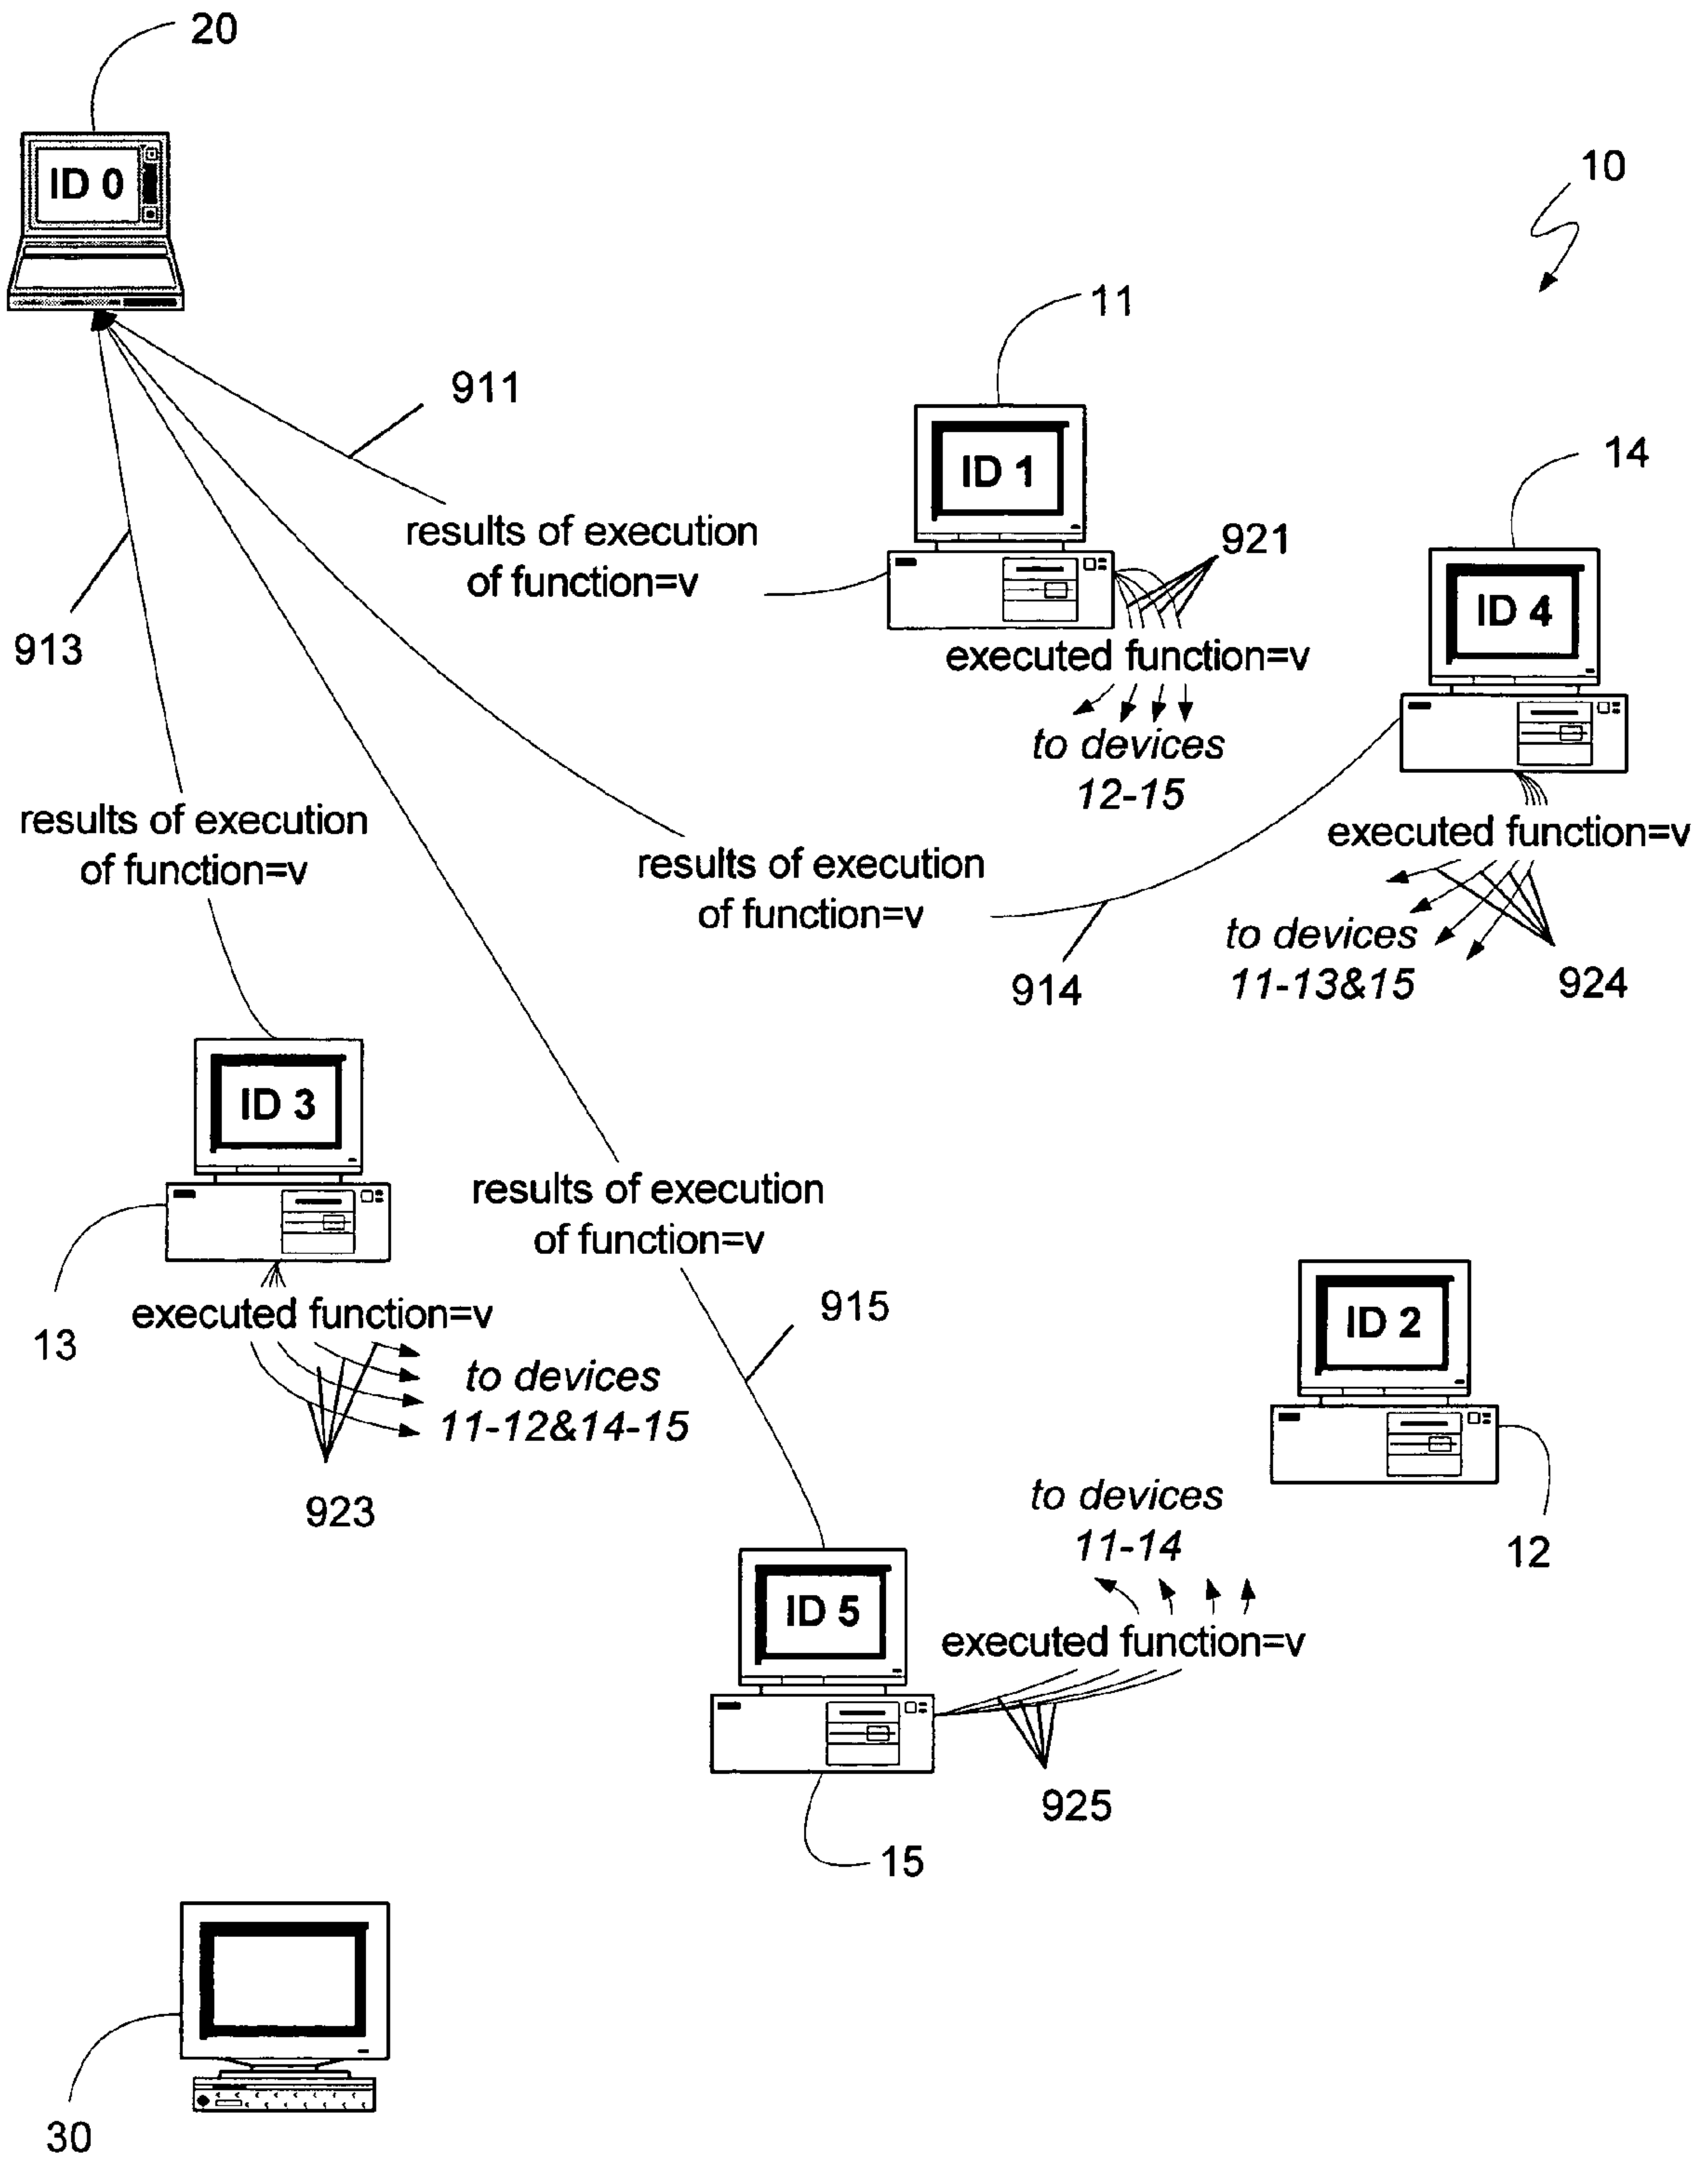 20
ID 0
10
11
911
ID 1
14
results of execution
of function=v
921
ID 4
913
executed function=v
to devices
12-15
results of execution
of function=v
executed function=v
results of execution
of function=v
to devices
11-13&15
914
924
ID 3
results of execution
of function=v
executed function=v
13
915
ID 2
to devices
11-12&14-15
923
to devices
11-14
12
ID 5
executed function=v
925
15
30